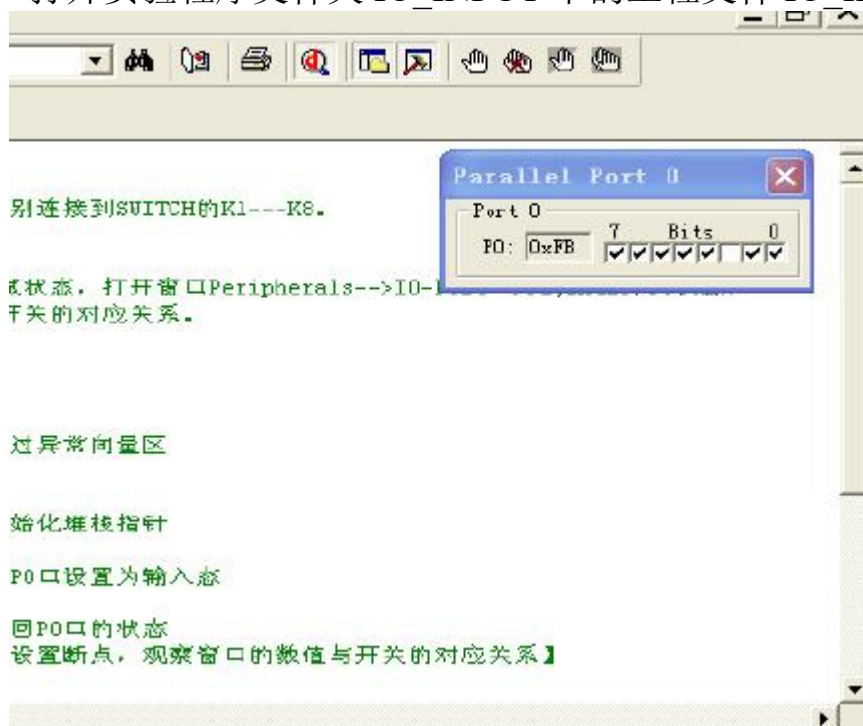 Parallel Port 0
Port 0
7 Bits 0
P0: 0xFB
别连接到SWITCH的K1---K8.
状态，打开窗口Peripherals-->IO-
开关的对应关系.
过异常向量区
始化堆栈指针
P0口设置为输入态
回P0口的状态
设置断点，观察窗口的数值与开关的对应关系】